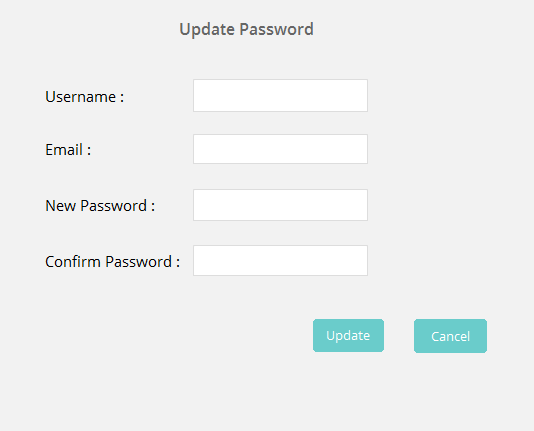 Update Password
Username :
Email :
New Password :
Confirm Password :
Update Cancel